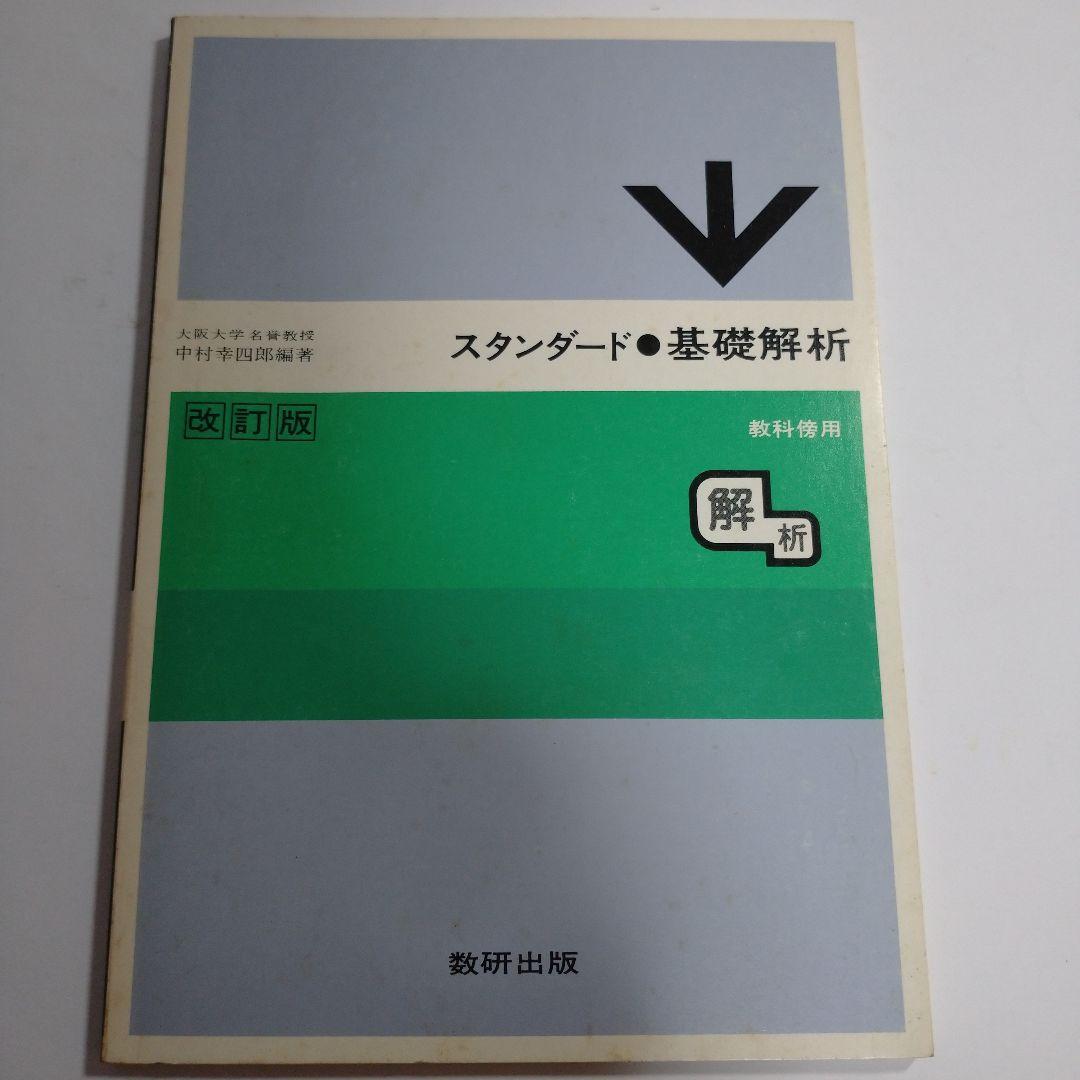 大阪大学名誉教授
中村幸四郎編著
スタンダード●基礎解析
改訂版
教科傍用
解析
数研出版